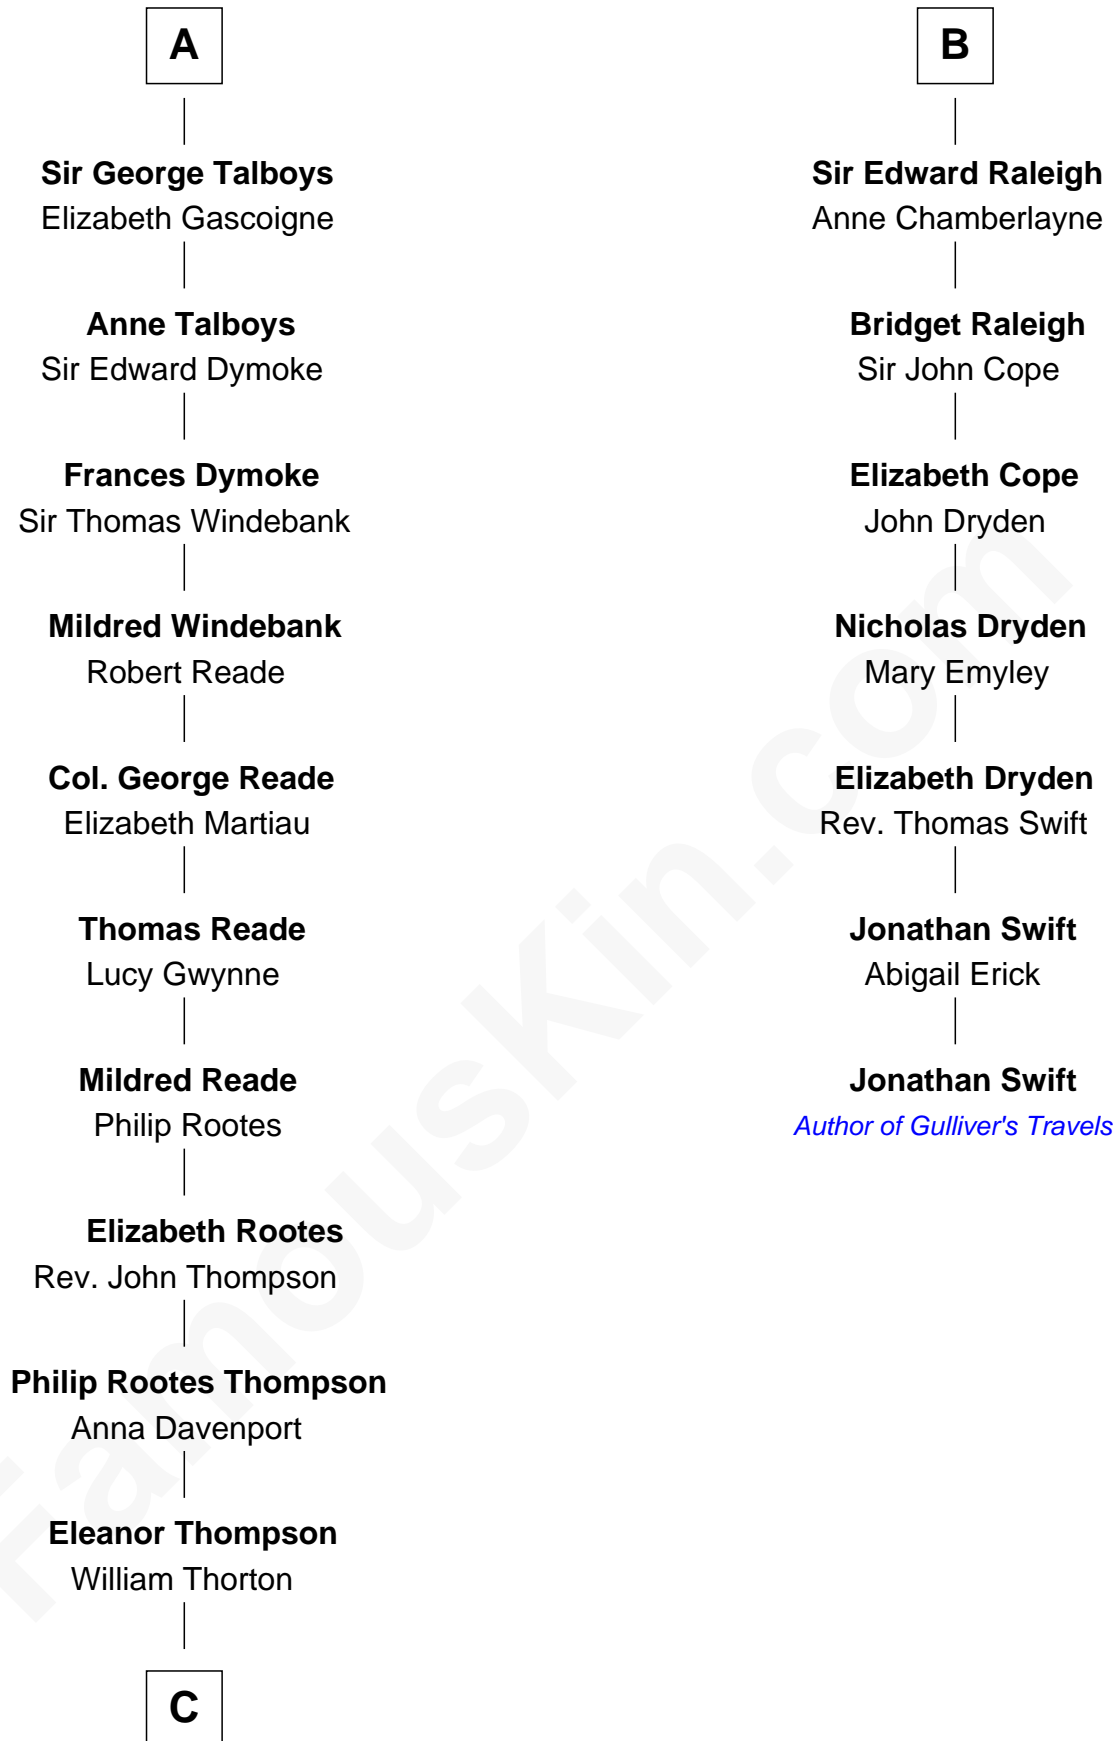 A
Sir George Talboys
Elizabeth Gascoigne
Anne Talboys
Sir Edward Dymoke
Frances Dymoke
Sir Thomas Windebank
Mildred Windebank
Robert Reade
Col. George Reade
Elizabeth Martiau
Thomas Reade
Lucy Gwynne
Mildred Reade
Philip Rootes
Elizabeth Rootes
Rev. John Thompson
Philip Rootes Thompson
Anna Davenport
Eleanor Thompson
William Thorton
C
B
Sir Edward Raleigh
Anne Chamberlayne
Bridget Raleigh
Sir John Cope
Elizabeth Cope
John Dryden
Nicholas Dryden
Mary Emyley
Elizabeth Dryden
Rev. Thomas Swift
Jonathan Swift
Abigail Erick
Jonathan Swift
Author of Gulliver's Travels
FamousKin.com